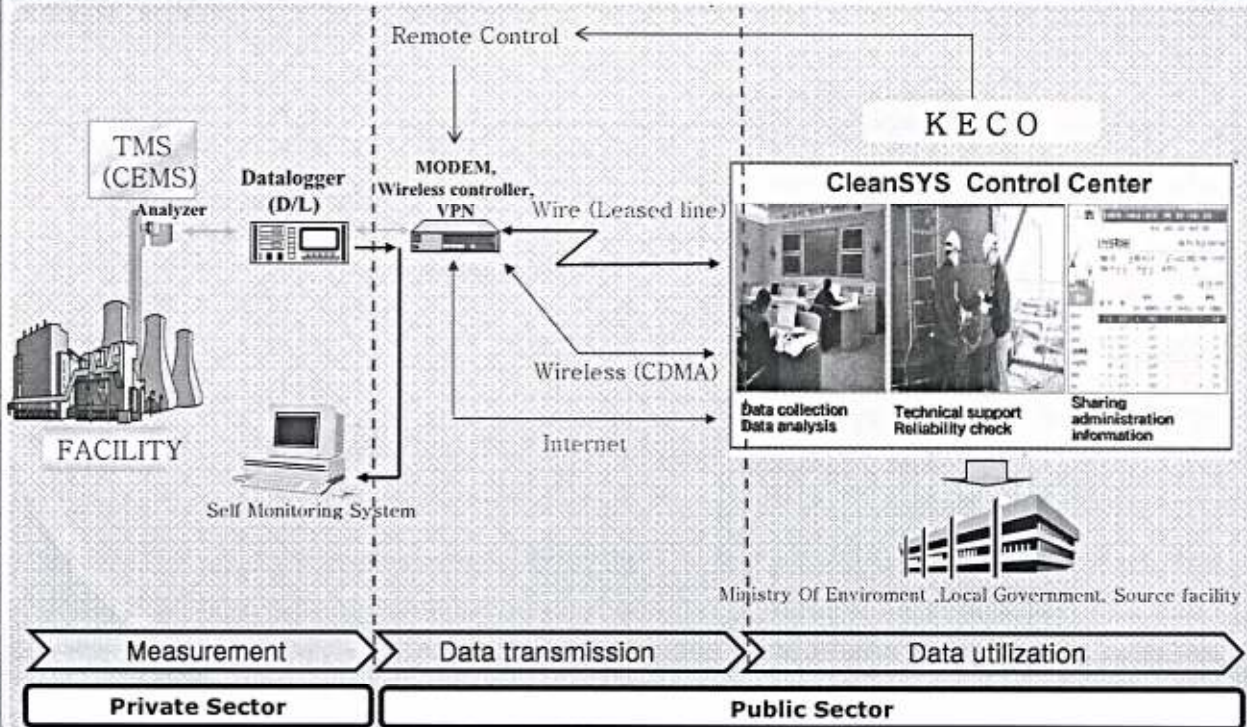 Remote Control
KECO
TMS
(CEMS)
Analyzer
Datalogger
(D/L)
MODEM,
Wireless controller,
VPN
Wire (Leased line)
Wireless (CDMA)
Internet
CleanSYS Control Center
Data collection
Data analysis
Technical support
Reliability check
Sharing
administration
information
FACILITY
Self Monitoring System
Ministry Of Enviroment ,Local Government, Source facility
Measurement
Data transmission
Data utilization
Private Sector
Public Sector